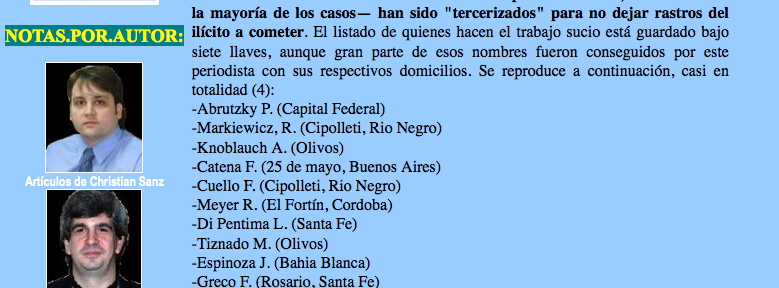 la mayoría de los casos— han sido "tercerizados" para no dejar rastros del
ilícito a cometer. El listado de quienes hacen el trabajo sucio está guardado bajo
siete llaves, aunque gran parte de esos nombres fueron conseguidos por este
periodista con sus respectivos domicilios. Se reproduce a continuación, casi en
totalidad (4):
-Abrutzky P. (Capital Federal)
-Markiewicz, R. (Cipolleti, Rio Negro)
-Knoblauch A. (Olivos)
-Catena F. (25 de mayo, Buenos Aires)
-Cuello F. (Cipolleti, Rio Negro)
-Meyer R. (El Fortín, Cordoba)
-Di Pentima L. (Santa Fe)
-Tiznado M. (Olivos)
-Espinoza J. (Bahia Blanca)
-Greco F. (Rosario, Santa Fe)
NOTAS.POR.AUTOR:
Artículos de Christian Sanz